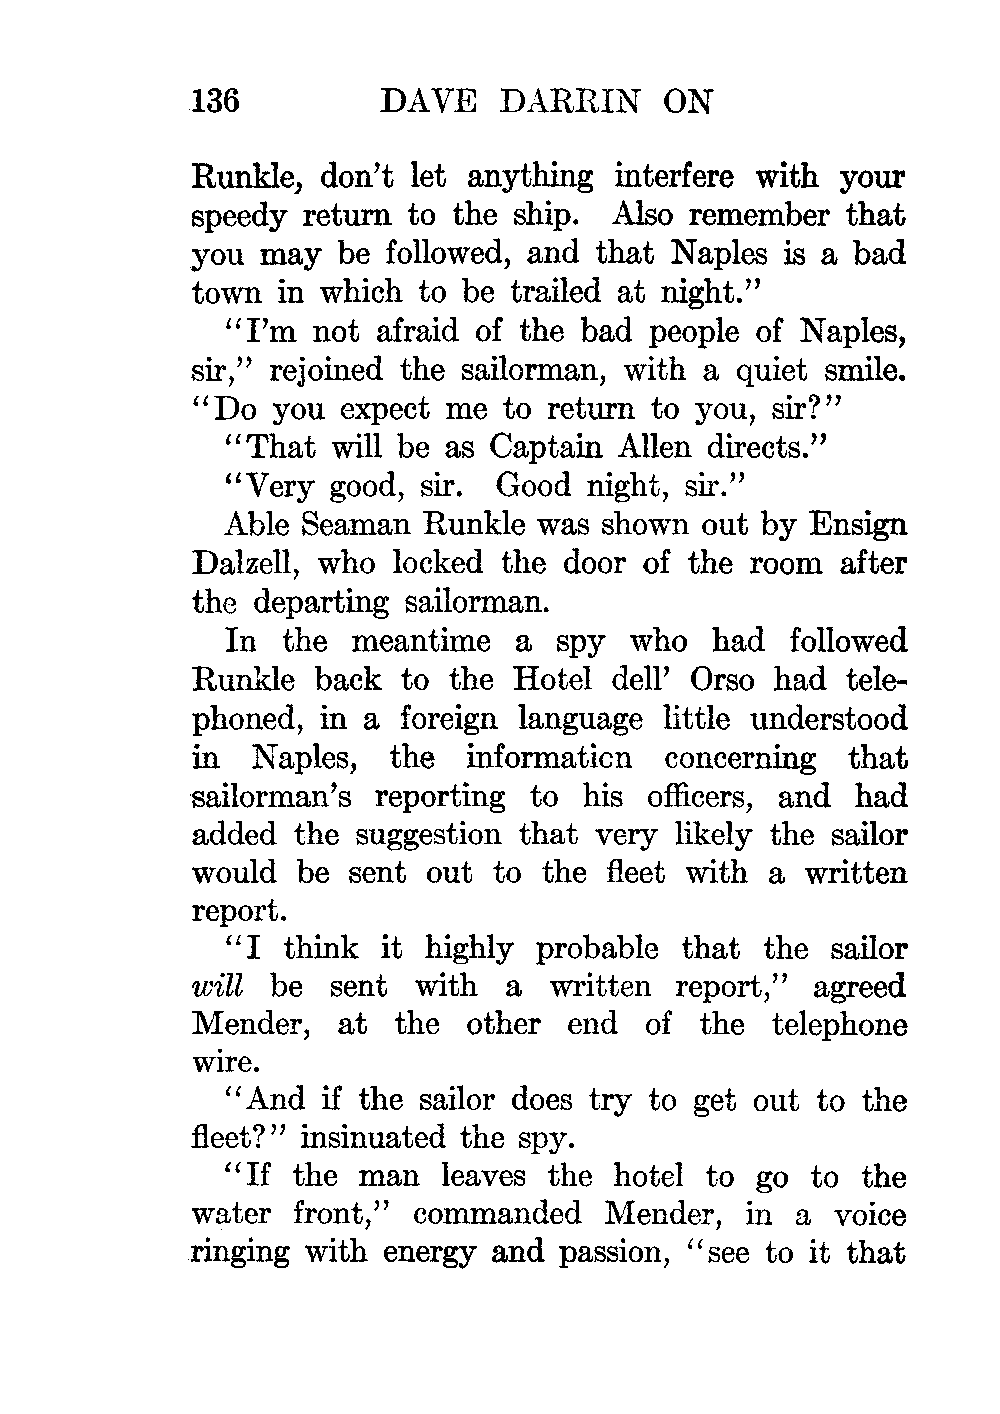 136 DAVE DARRIN ON
Runkle, don't let anything interfere with your
speedy return to the ship. Also remember that
you may be followed, and that Naples is a bad
town in which to be trailed at night."
"I'm not afraid of the bad people of Naples,
sir," rejoined the sailorman, with a quiet smile.
"Do you expect me to return to you, sir?"
"That will be as Captain Allen directs."
"Very good, sir. Good night, sir."
Able Seaman Runkle was shown out by Ensign
Dalzell, who locked the door of the room after
the departing sailorman.
In the meantime a spy who had followed
Runkle back to the Hotel dell' Orso had tele-
phoned, in a foreign language little understood
in Naples, the information concerning that
sailorman's reporting to his officers, and had
added the suggestion that very likely the sailor
would be sent out to the fleet with a written
report.
"I think it highly probable that the sailor
will be sent with a written report," agreed
Mender, at the other end of the telephone
wire.
"And if the sailor does try to get out to the
fleet?" insinuated the spy.
"If the man leaves the hotel to go to the
water front," commanded Mender, in a voice
ringing with energy and passion, "see to it that